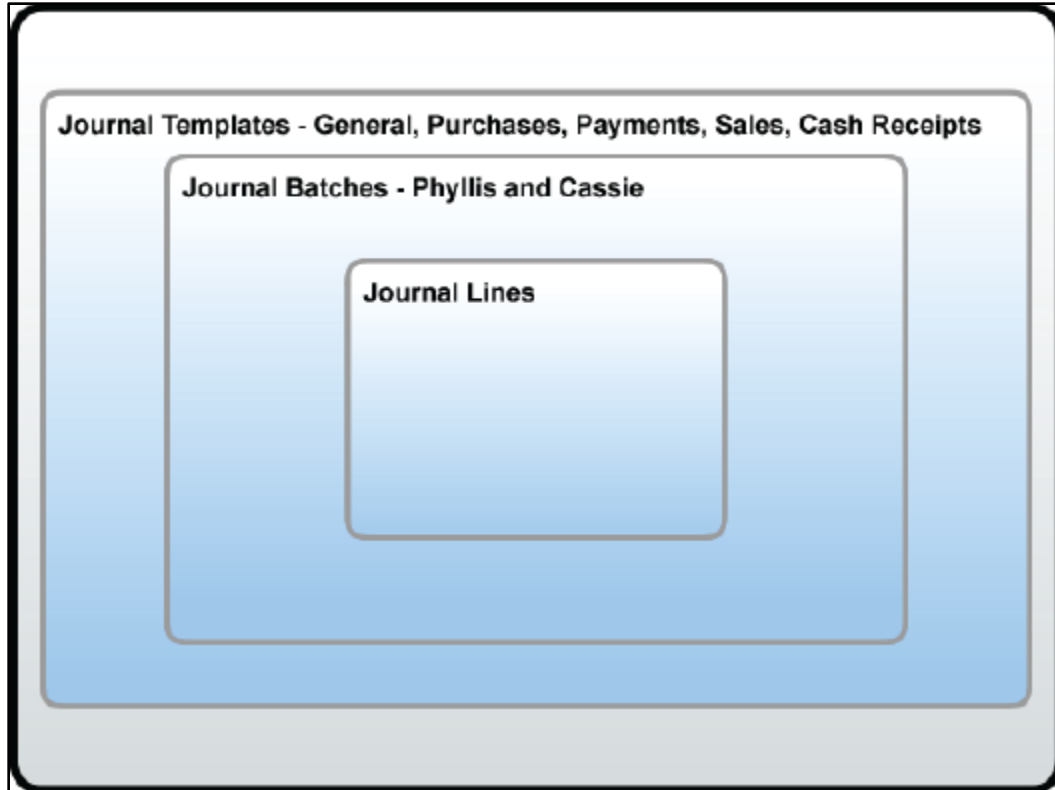 Journal Templates - General, Purchases, Payments, Sales, Cash Receipts
Journal Batches - Phyllis and Cassie
Journal Lines